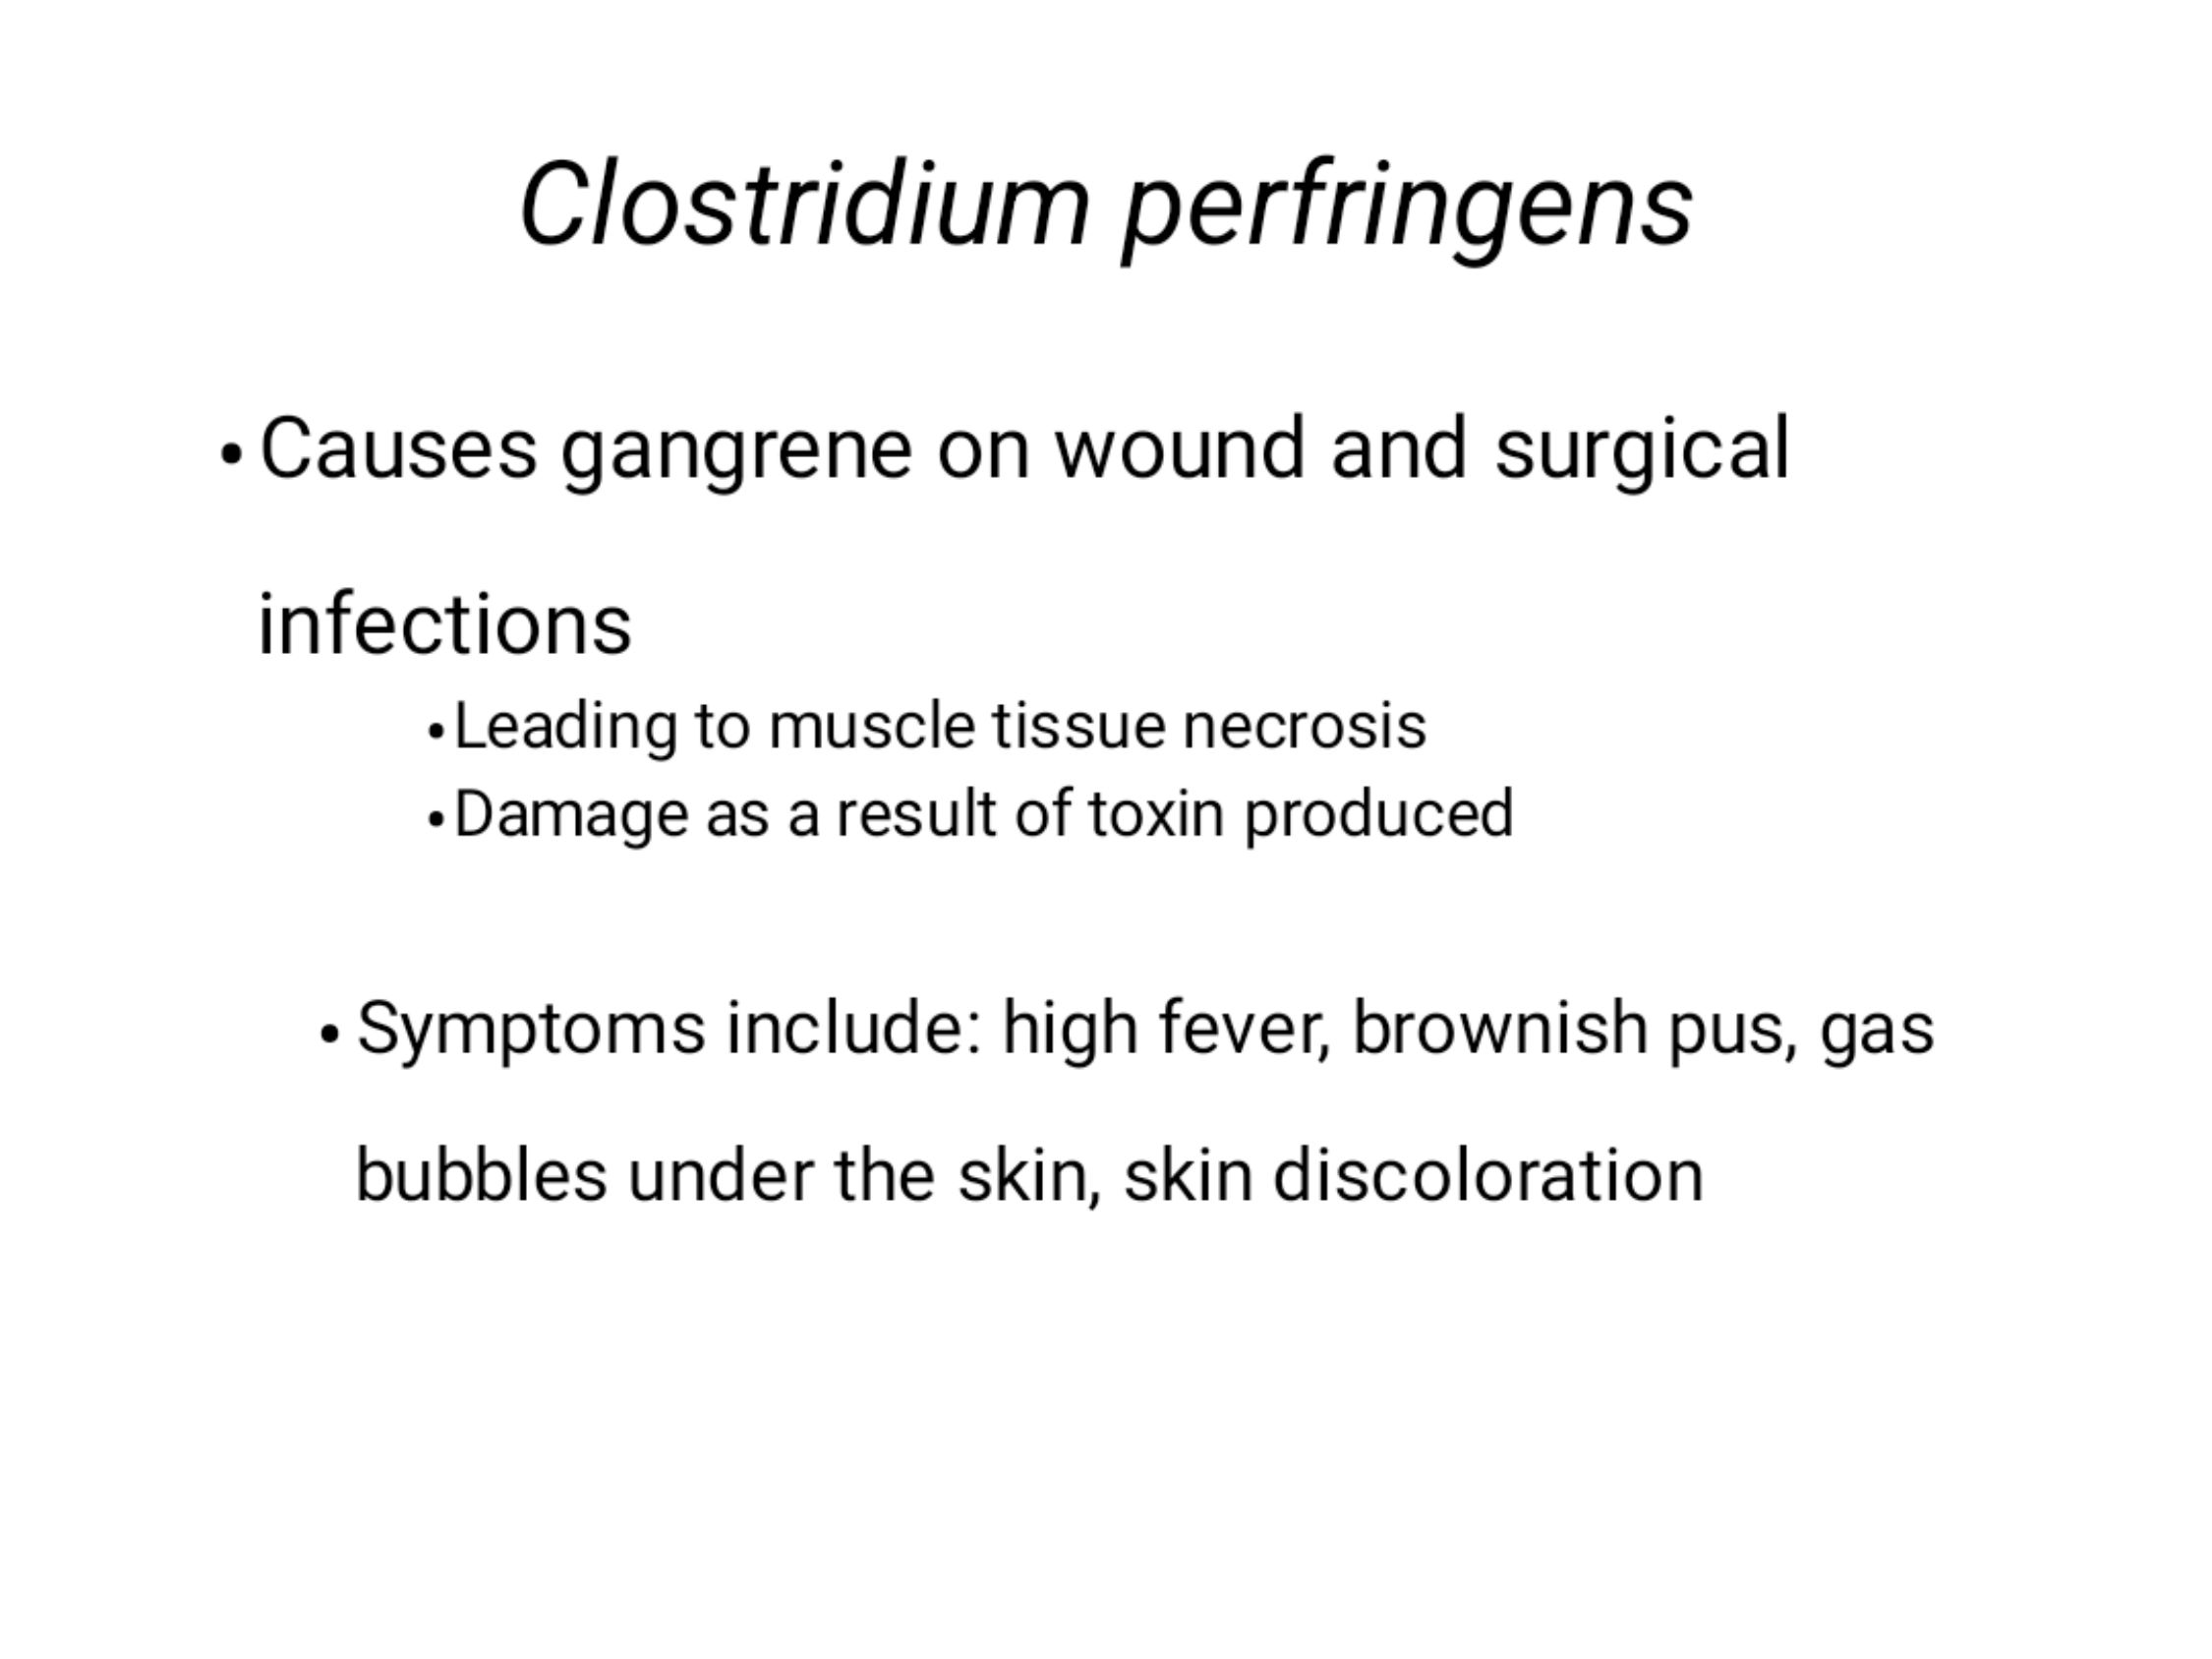 Clostridium perfringens
• Causes gangrene on wound and surgical
infections
• Leading to muscle tissue necrosis
• Damage as a result of toxin produced
• Symptoms include: high fever, brownish pus, gas
bubbles under the skin, skin discoloration